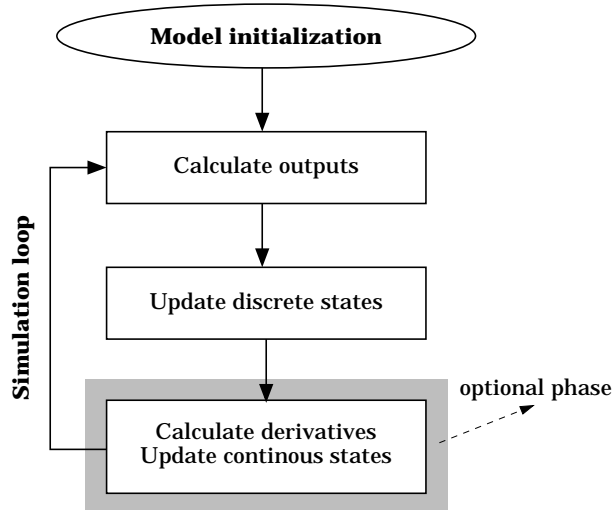 Model initialization
Calculate outputs
Simulation loop
Update discrete states
optional phase
Calculate derivatives
Update continous states